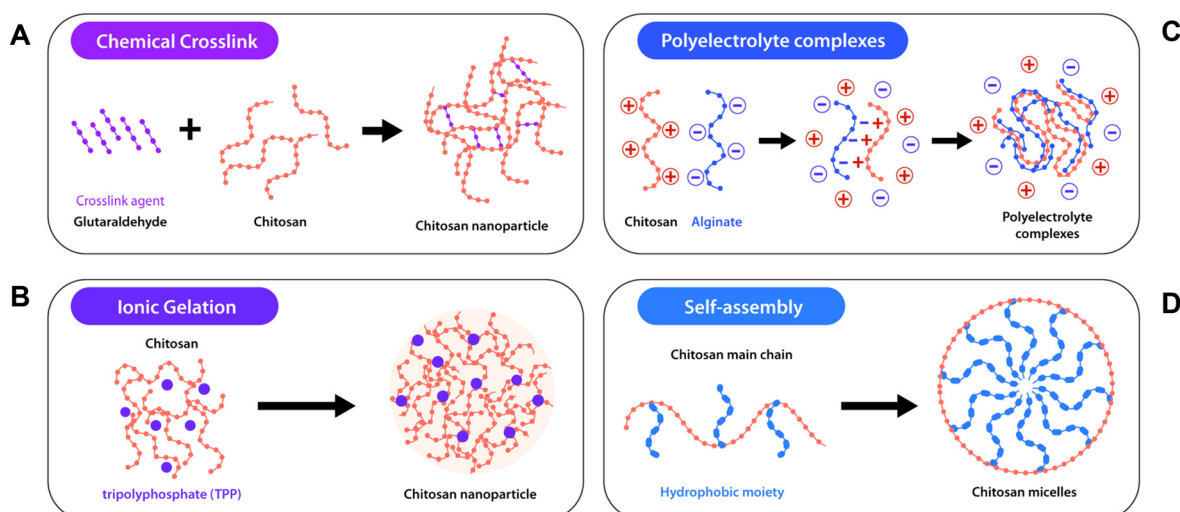 A
Chemical Crosslink
+
Crosslink agent
Glutaraldehyde
Chitosan
Chitosan nanoparticle
C
Polyelectrolyte complexes
Chitosan Alginate
Polyelectrolyte
complexes
B
Ionic Gelation
Chitosan
tripolyphosphate (TPP)
Chitosan nanoparticle
D
Self-assembly
Chitosan main chain
Hydrophobic moiety
Chitosan micelles